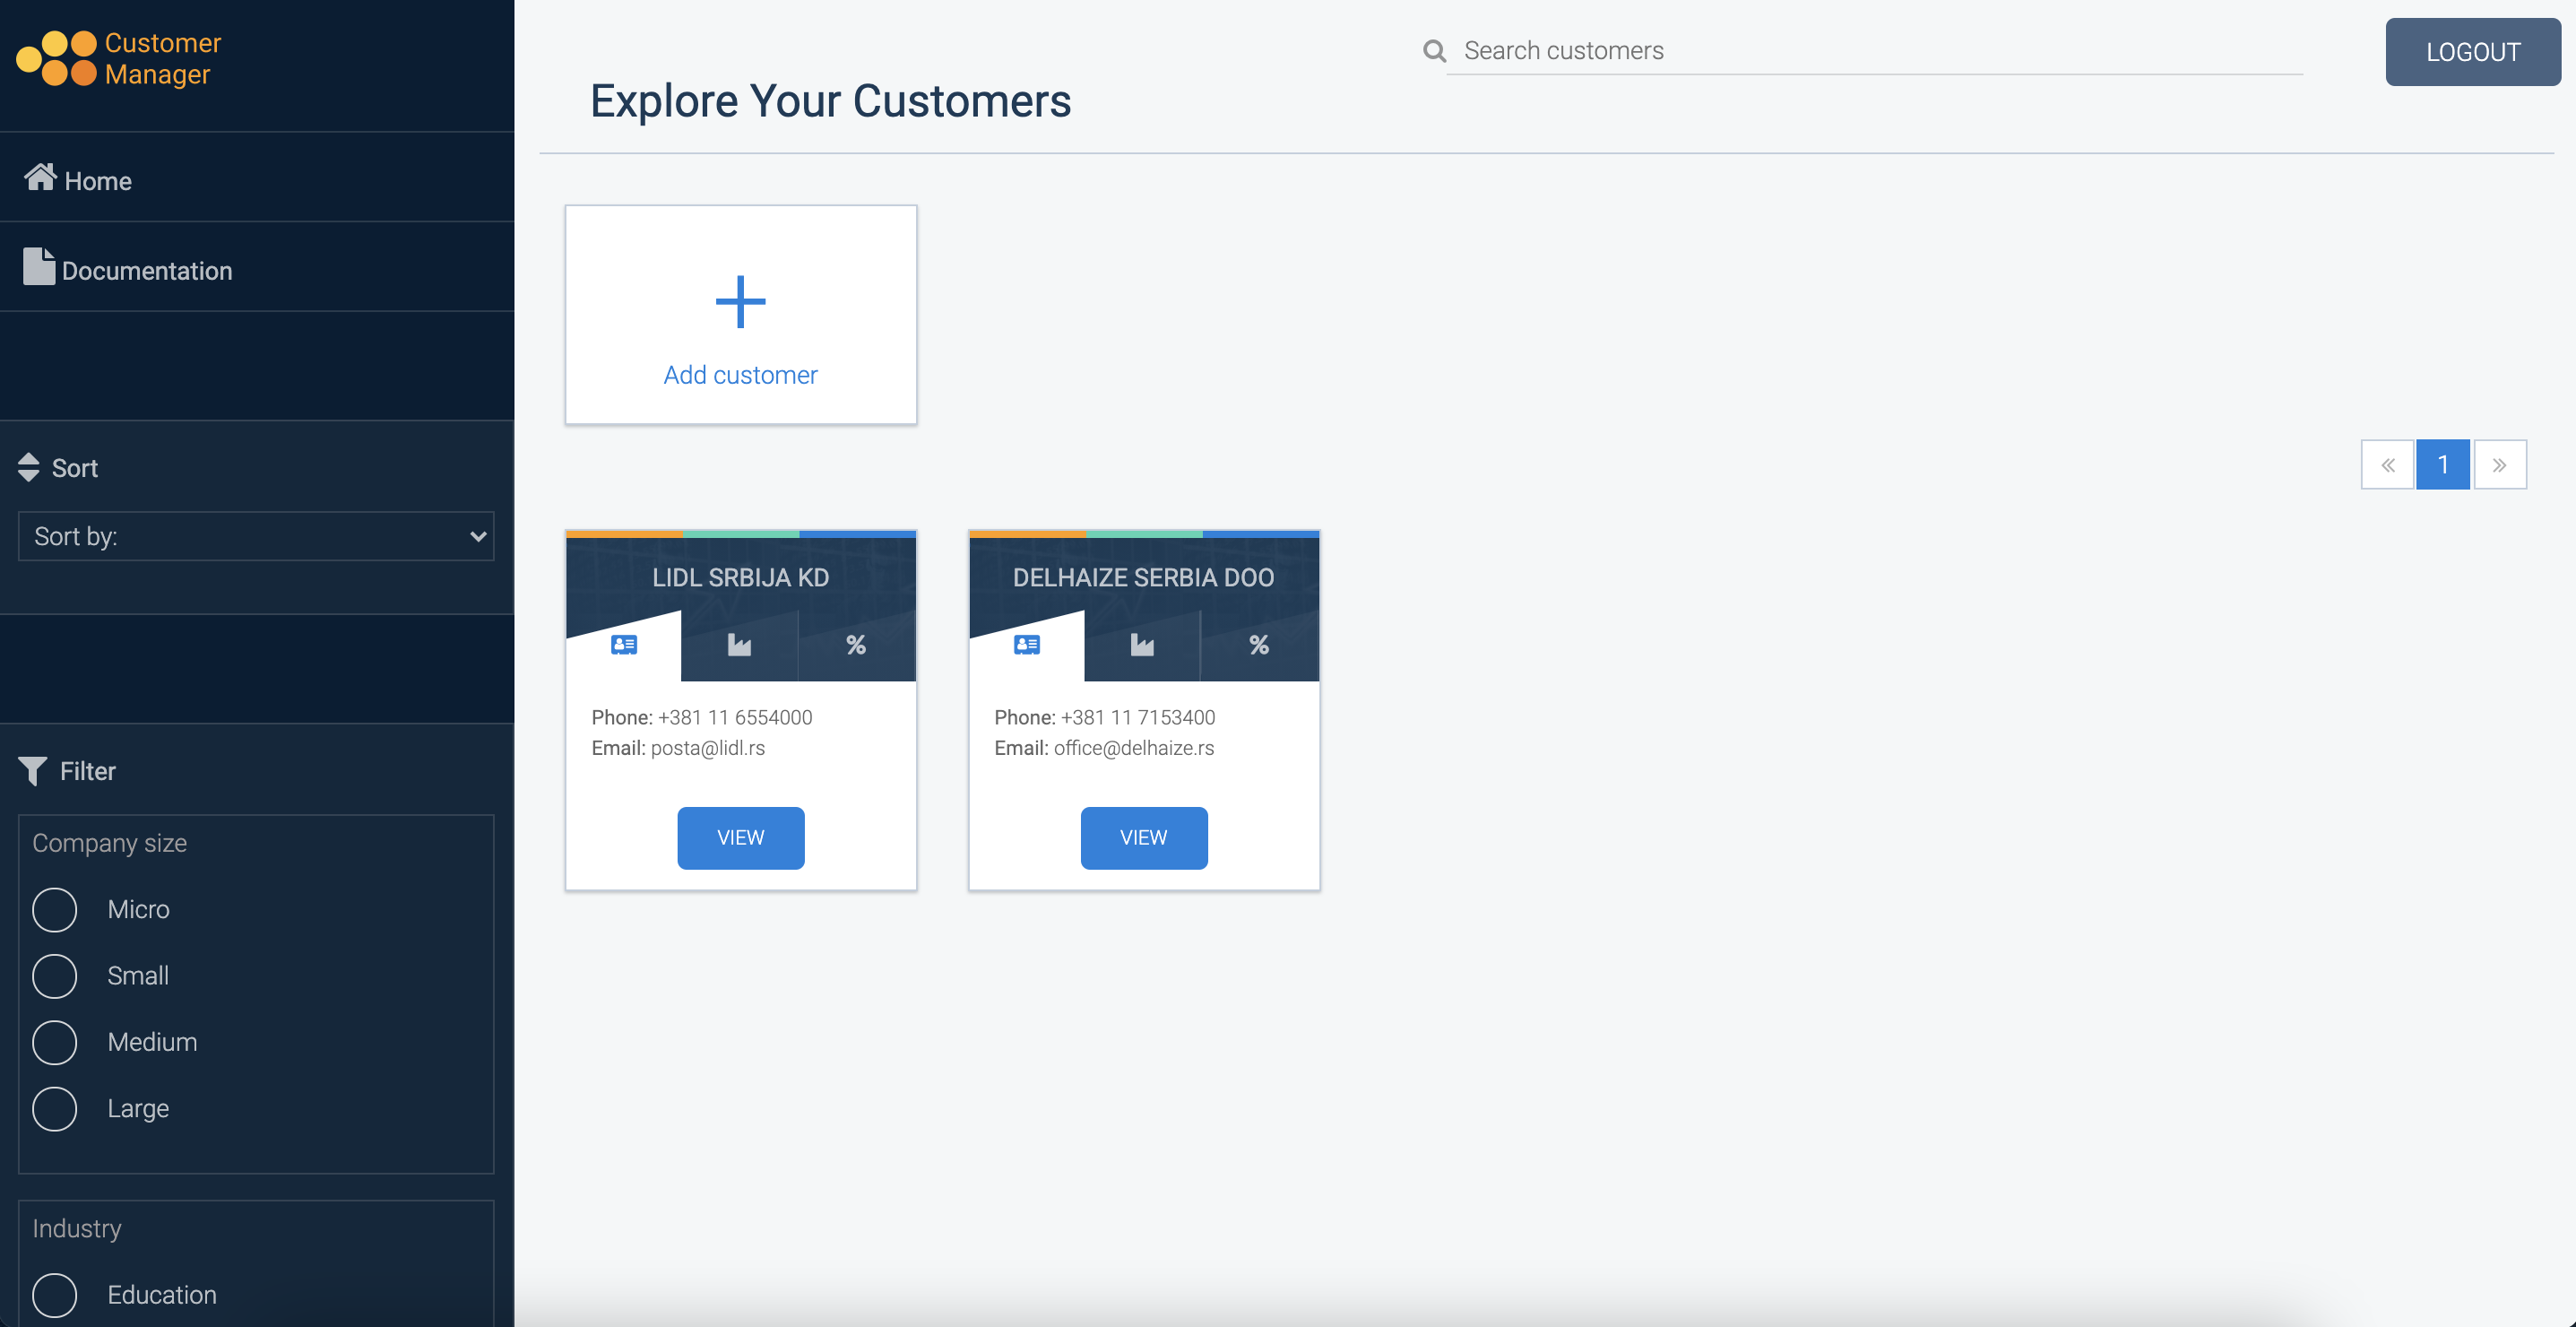 Customer
Manager
Home
Documentation
Sort
Sort by:
Filter
Company size
Micro
Small
Medium
Large
Industry
Education
Search customers
LOGOUT
Explore Your Customers
Add customer
« 1 »
LIDL SRBIJA KD
%
Phone: +381 11 6554000
Email: posta@lidl.rs
VIEW
DELHAIZE SERBIA DOO
%
Phone: +381 11 7153400
Email: office@delhaize.rs
VIEW